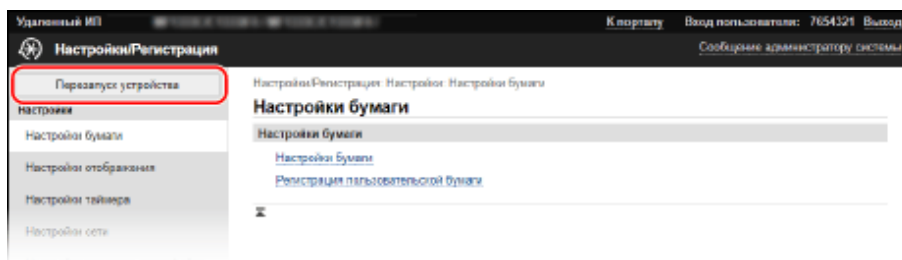 Удаленный ИП
К порталу Вход пользователя: 7654321 Выход
Настройки/Регистрация
Сообщение администратору системы
Перезапуск устройства
Настройки/Регистрация: Настройки: Настройки бумаги
Настройки
Настройки бумаги
Настройки бумаги
Настройки бумаги
Настройки бумаги
Настройки отображения
Регистрация пользовательской бумаги
Настройки таймера
Настройки сети